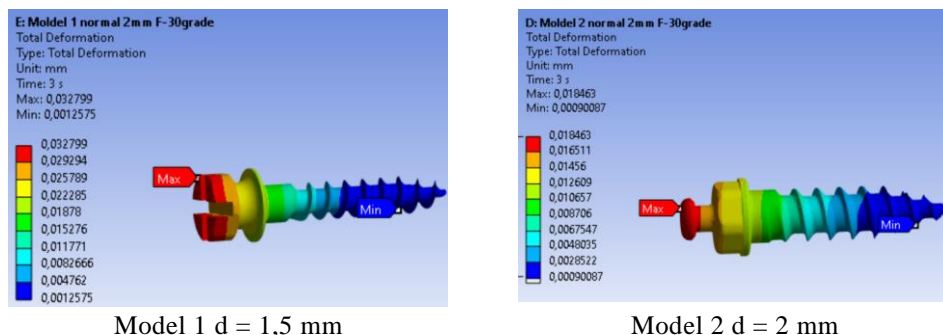 E: Moldel 1 normal 2mm F-30grade
Total Deformation
Type: Total Deformation
Unit: mm
Time: 3 s
Max: 0,032799
Min: 0,0012575
0,032799
0,029294
0,025789
0,022285
0,01878
0,015276
0,011771
0,0082666
0,004762
0,0012575
Max
Min
Model 1 d = 1,5 mm
D: Moldel 2 normal 2mm F-30grade
Total Deformation
Type: Total Deformation
Unit: mm
Time: 3 s
Max: 0,018463
Min: 0,00090087
0,018463
0,016511
0,01456
0,012609
0,010657
0,008706
0,0067547
0,0048035
0,0028522
0,00090087
Max
Min
Model 2 d = 2 mm